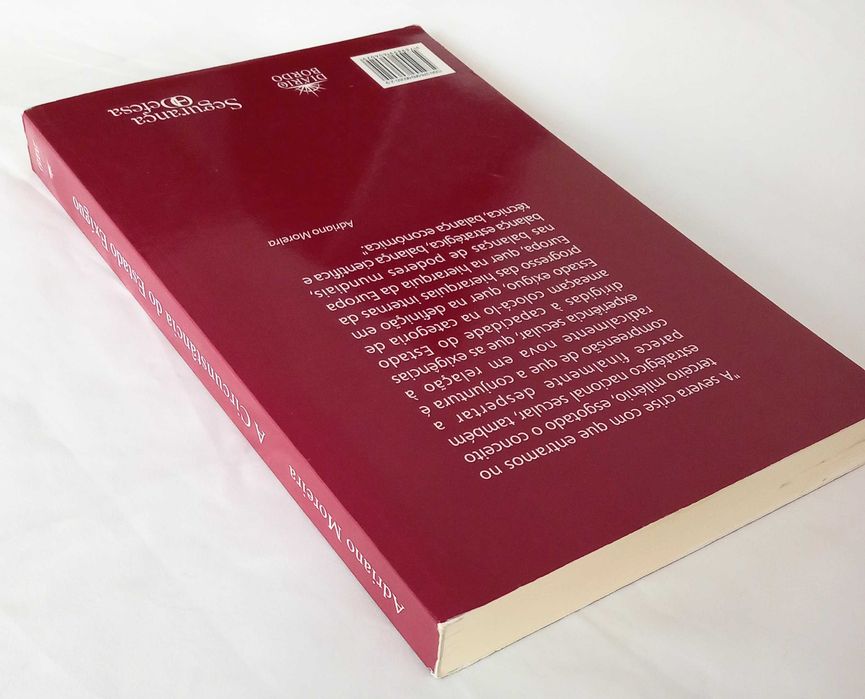 "A severa crise com que entramos no
terceiro milénio, esgotado o conceito
estratégico nacional secular, também
parece finalmente despertar a
compreensão de que a conjuntura é
radicalmente nova em relação à
experiência secular, que as exigências
dirigidas à capacidade do Estado
ameaçam colocá-lo na categoria de
Estado exíguo, quer na definição em
progresso das hierarquias internas da
Europa, quer na hierarquia da Europa
nas balanças de poderes mundiais,
balança estratégica, balança científica e
técnica, balança económica."
Adriano Moreira
Segurança
e Defesa
DIÁRIO
BORDO
Adriano Moreira
A Circunstância do Estado Exíguo